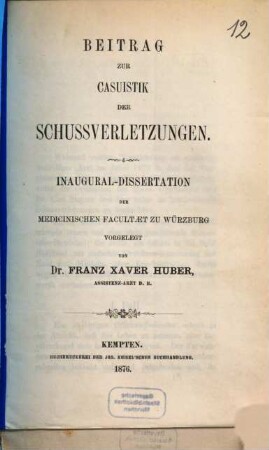 12
BEITRAG
ZUR
CASUISTIK
DER
SCHUSSVERLETZUNGEN.
INAUGURAL-DISSERTATION
DER
MEDICINISCHEN FACULTÆT ZU WÜRZBURG
VORGELEGT
VON
Dr. FRANZ XAVER HUBER,
ASSISTENZ-ARZT D. R.
KEMPTEN.
BUCHDRUCKEREI DER JOS. KŒSEL'SCHEN BUCHHANDLUNG.
1876.